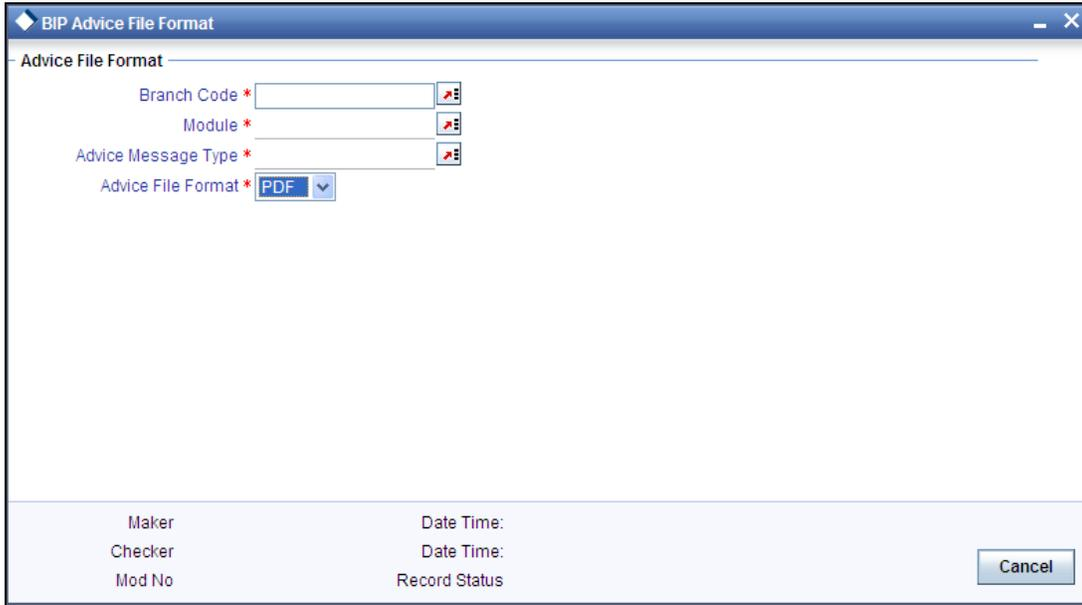 BIP Advice File Format
Advice File Format
Branch Code *
Module *
Advice Message Type *
Advice File Format * PDF
Maker Date Time:
Checker Date Time:
Mod No Record Status
Cancel